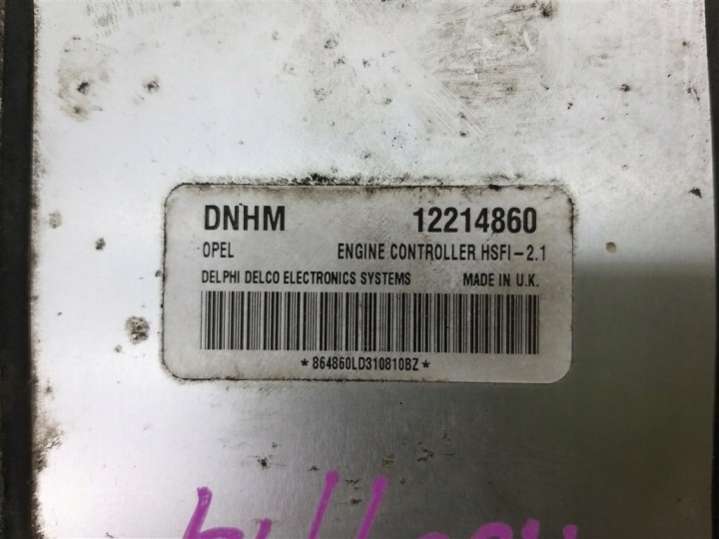 DNHM 12214860
OPEL ENGINE CONTROLLER HSFI-2.1
DELPHI DELCO ELECTRONICS SYSTEMS MADE IN U.K.
*864860LD310810BZ*